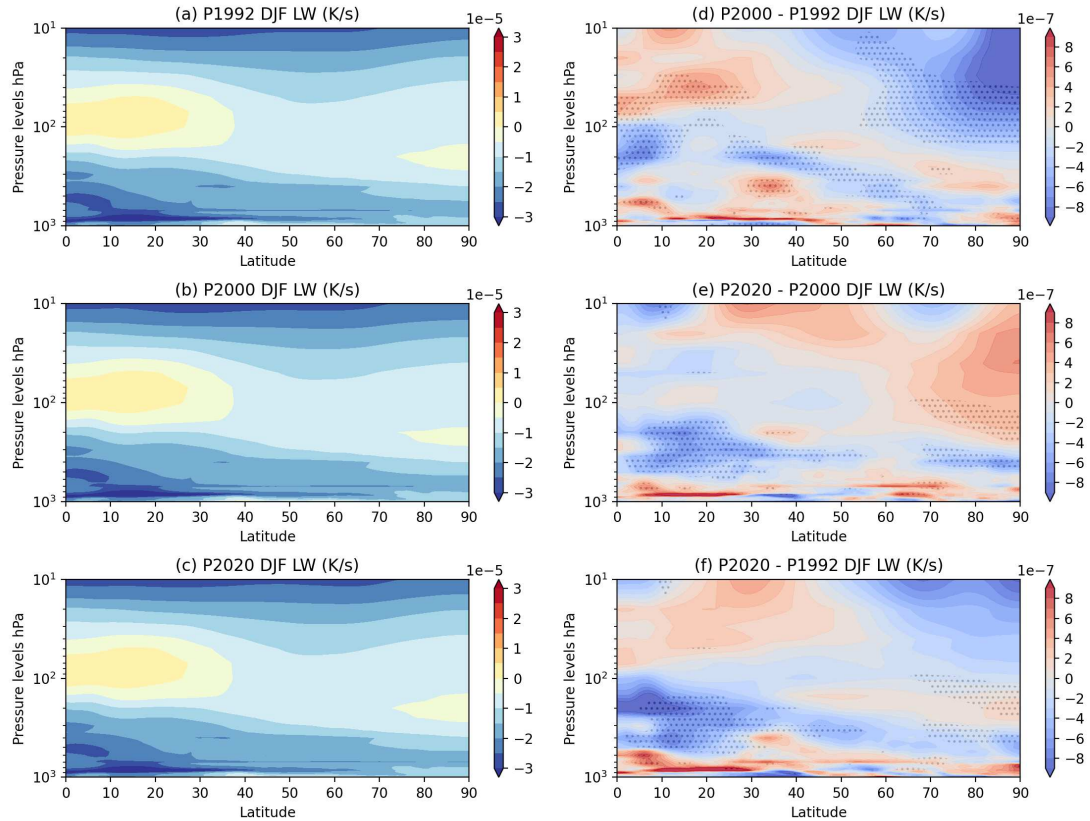 (a) P1992 DJF LW (K/s)
1e−5
10¹
10²
10³
Pressure levels hPa
0 10 20 30 40 50 60 70 80 90
Latitude
3
2
1
0
−1
−2
−3
(d) P2000 - P1992 DJF LW (K/s)
1e−7
10¹
10²
10³
Pressure levels hPa
0 10 20 30 40 50 60 70 80 90
Latitude
8
6
4
2
0
−2
−4
−6
−8
(b) P2000 DJF LW (K/s)
1e−5
10¹
10²
10³
Pressure levels hPa
0 10 20 30 40 50 60 70 80 90
Latitude
3
2
1
0
−1
−2
−3
(e) P2020 - P2000 DJF LW (K/s)
1e−7
10¹
10²
10³
Pressure levels hPa
0 10 20 30 40 50 60 70 80 90
Latitude
8
6
4
2
0
−2
−4
−6
−8
(c) P2020 DJF LW (K/s)
1e−5
10¹
10²
10³
Pressure levels hPa
0 10 20 30 40 50 60 70 80 90
Latitude
3
2
1
0
−1
−2
−3
(f) P2020 - P1992 DJF LW (K/s)
1e−7
10¹
10²
10³
Pressure levels hPa
0 10 20 30 40 50 60 70 80 90
Latitude
8
6
4
2
0
−2
−4
−6
−8